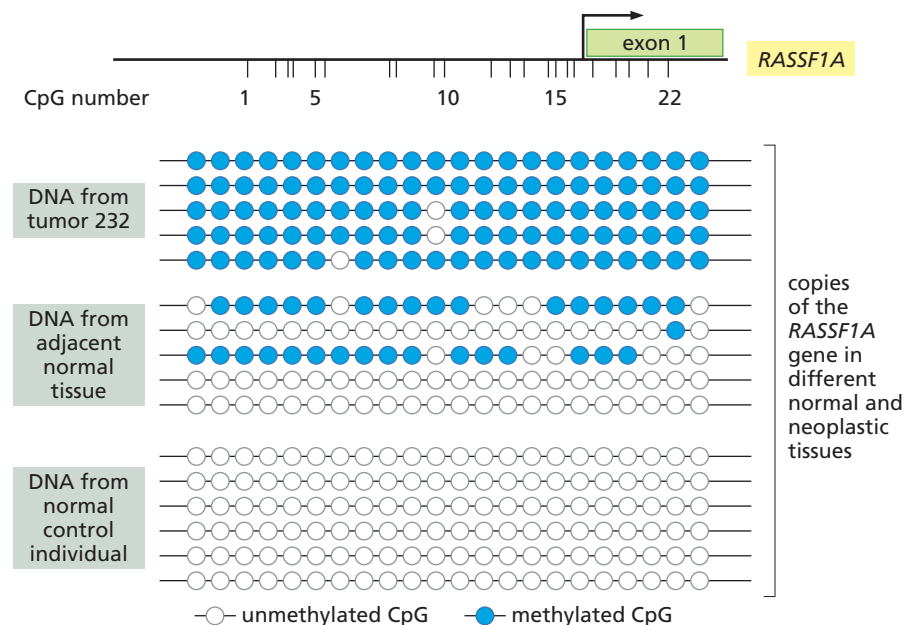 exon 1
RASSF1A
CpG number
1 5 10 15 22
DNA from
tumor 232
DNA from
adjacent
normal
tissue
DNA from
normal
control
individual
copies
of the
RASSF1A
gene in
different
normal and
neoplastic
tissues
unmethylated CpG
methylated CpG